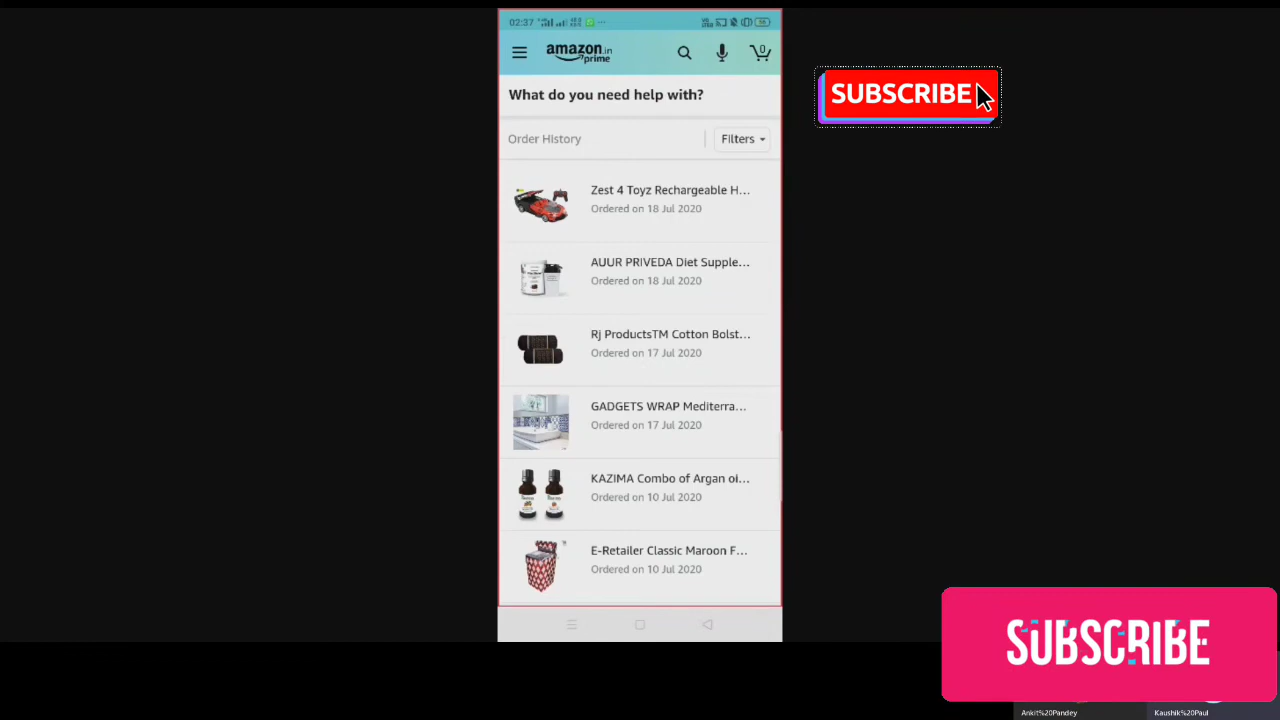 02:37
58
amazon.in
prime
0
SUBSCRIBE
What do you need help with?
Order History
Filters
Zest 4 Toyz Rechargeable H...
Ordered on 18 Jul 2020
AUUR PRIVEDA Diet Supple...
Ordered on 18 Jul 2020
Rj ProductsTM Cotton Bolst...
Ordered on 17 Jul 2020
GADGETS WRAP Mediterra...
Ordered on 17 Jul 2020
KAZIMA Combo of Argan oi...
Ordered on 10 Jul 2020
E-Retailer Classic Maroon F...
Ordered on 10 Jul 2020
SUBSCRIBE
Ankit%20Pandey
Kaushik%20Paul